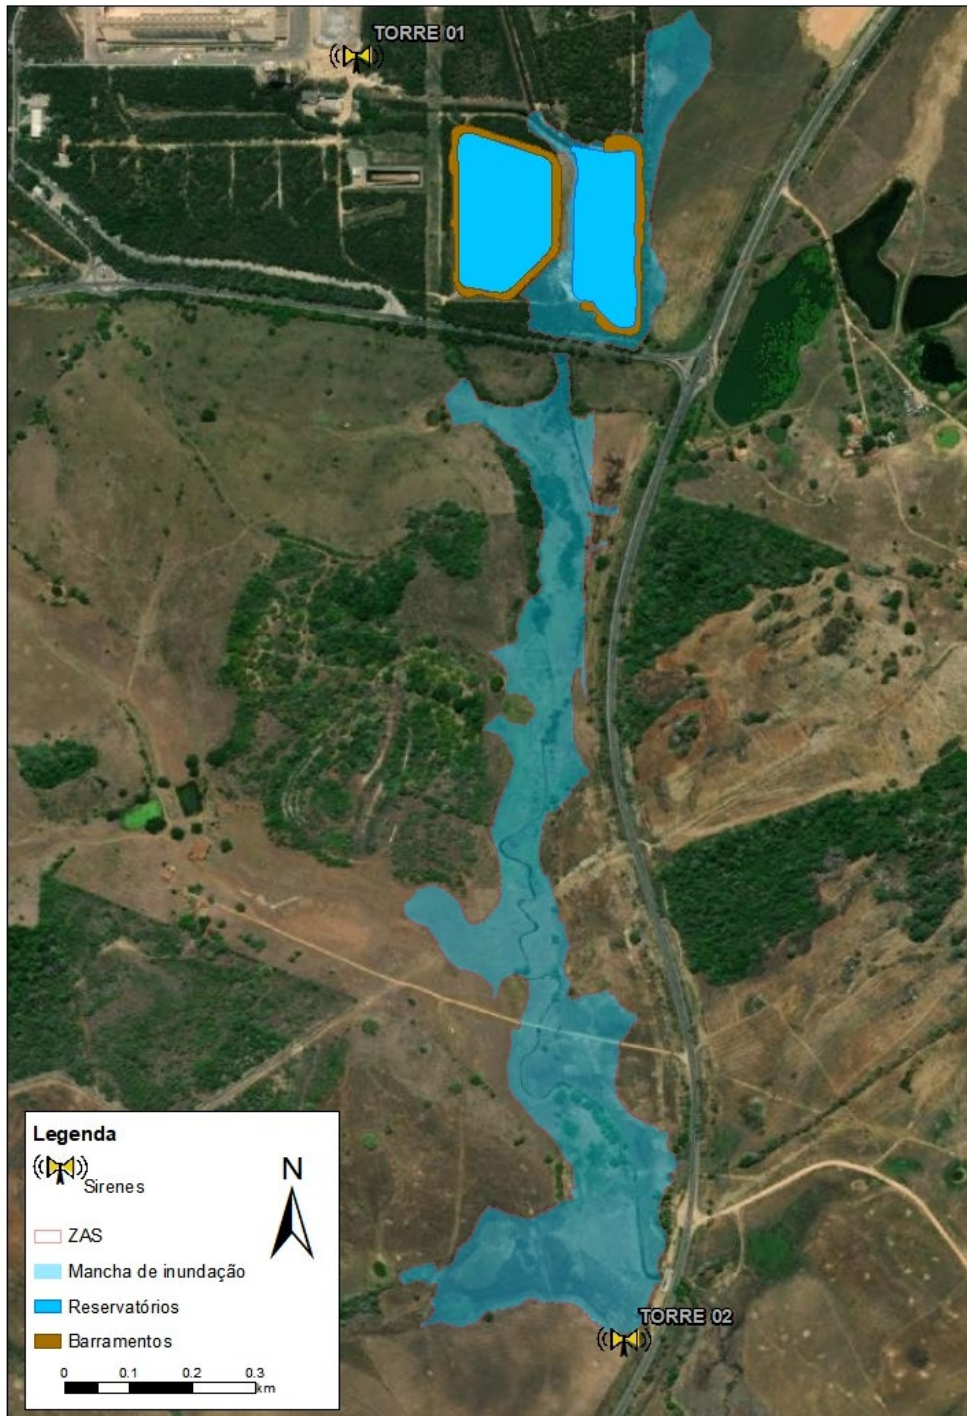 TORRE 01
TORRE 02
Legenda
Sirenes
ZAS
Mancha de inundação
Reservatórios
Barramentos
0 0.1 0.2 0.3
km
N